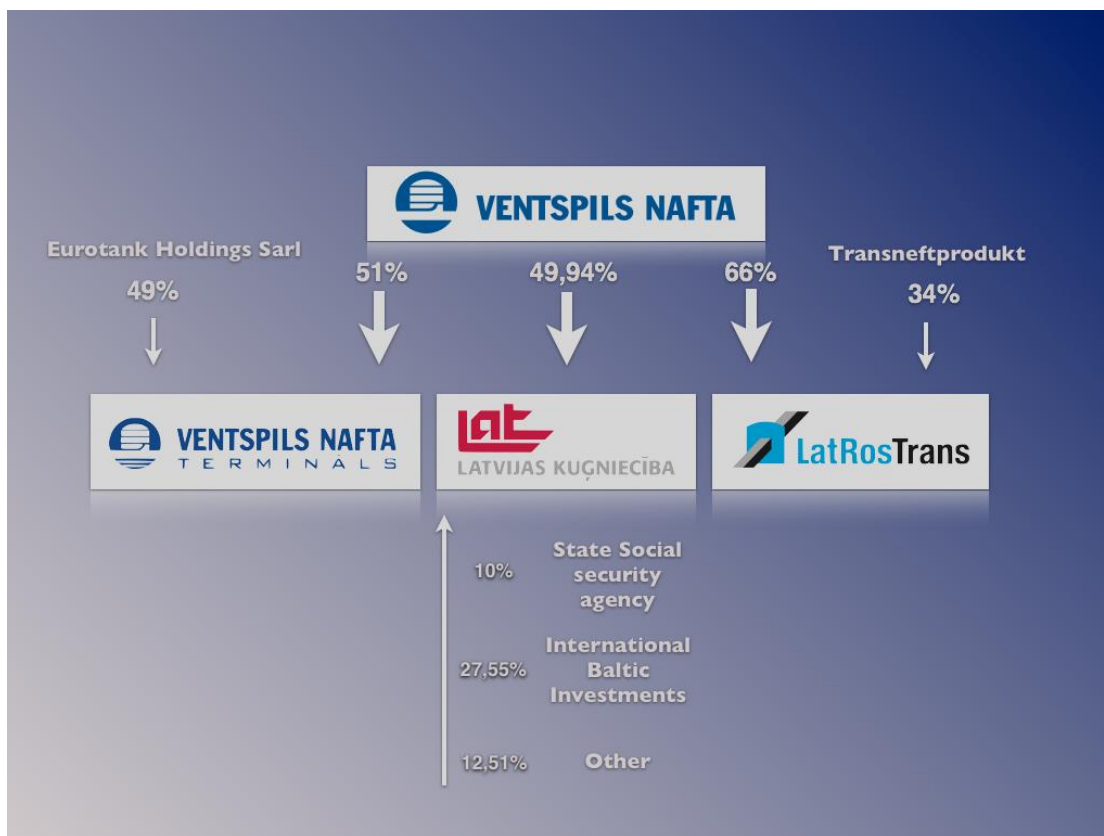 VENTSPILS NAFTA
Eurotank Holdings Sarl
49%
51%
49,94%
66%
Transneftprodukt
34%
VENTSPILS NAFTA
TERMINĀLS
Lat
LATVIJAS KUĢNIECĪBA
LatRosTrans
10%
State Social
security
agency
27,55%
International
Baltic
Investments
12,51%
Other